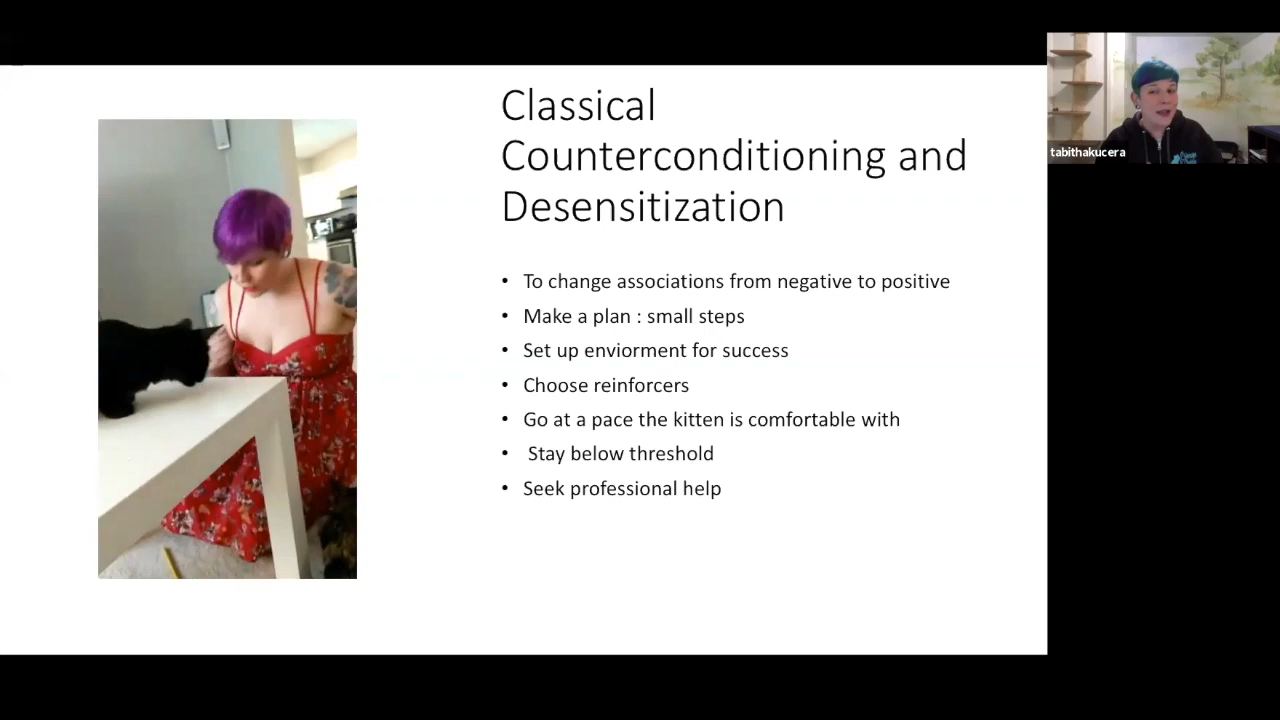 Classical
Counterconditioning and
Desensitization
• To change associations from negative to positive
• Make a plan : small steps
• Set up enviorment for success
• Choose reinforcers
• Go at a pace the kitten is comfortable with
• Stay below threshold
• Seek professional help
tabithakucera